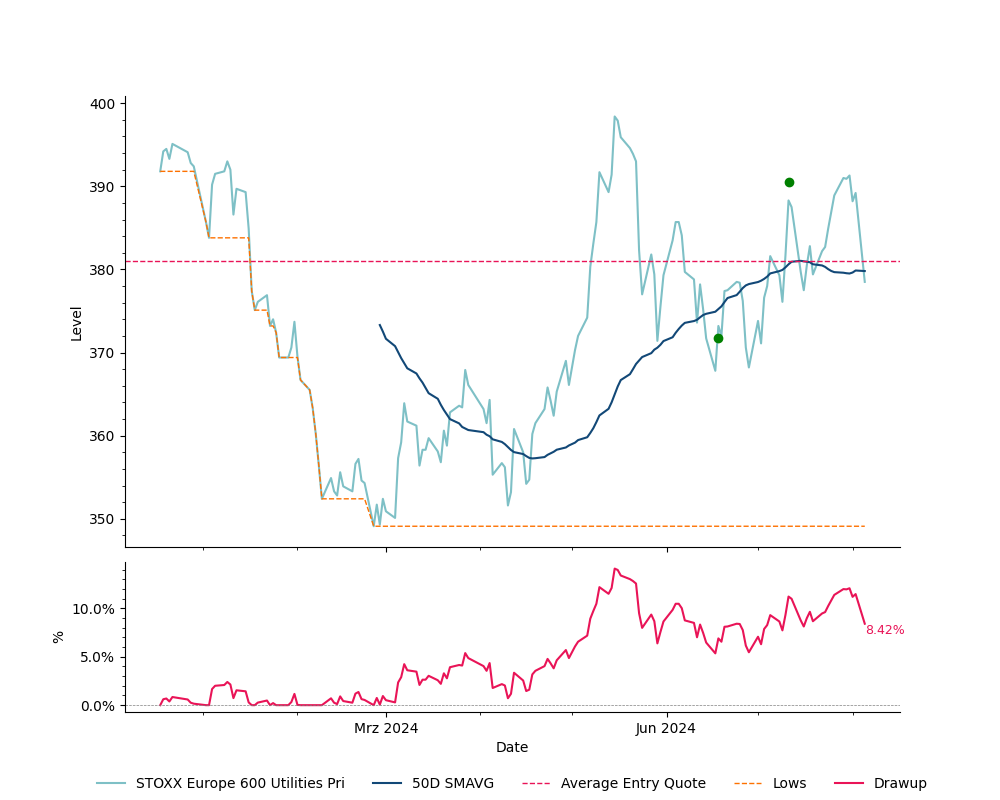 400
390
380
370
360
350
Level
10.0%
5.0%
0.0%
%
8.42%
Mrz 2024
Jun 2024
Date
STOXX Europe 600 Utilities Pri
50D SMAVG
Average Entry Quote
Lows
Drawup